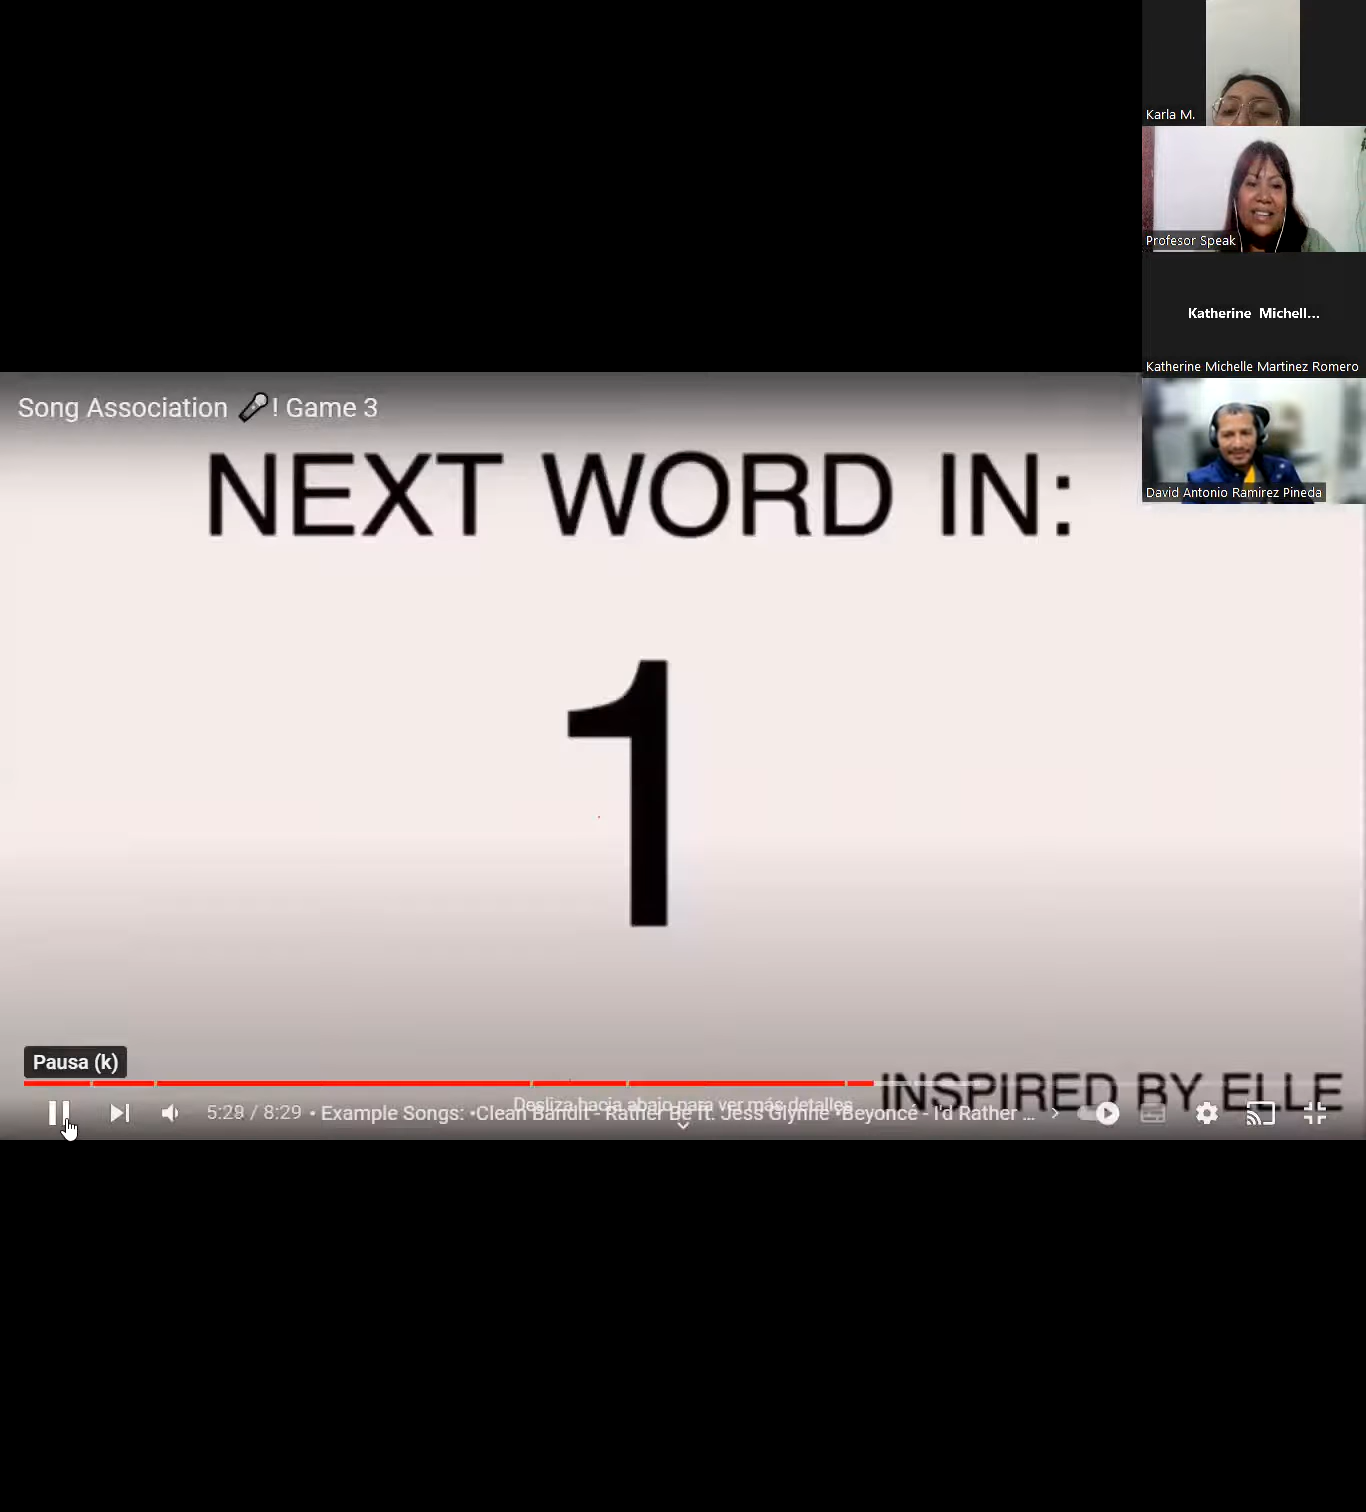 Karla M.
Profesor Speak
Katherine Michell...
Katherine Michelle Martinez Romero
David Antonio Ramirez Pineda
Song Association 🎤! Game 3
NEXT WORD IN:
1
Pausa (k)
INSPIRED BY ELLE
Desliza hacia abajo para ver más detalles
5:28 / 8:29 • Example Songs: •Clean Bandit - Rather Be ft. Jess Glynne •Beyoncé - I'd Rather ...